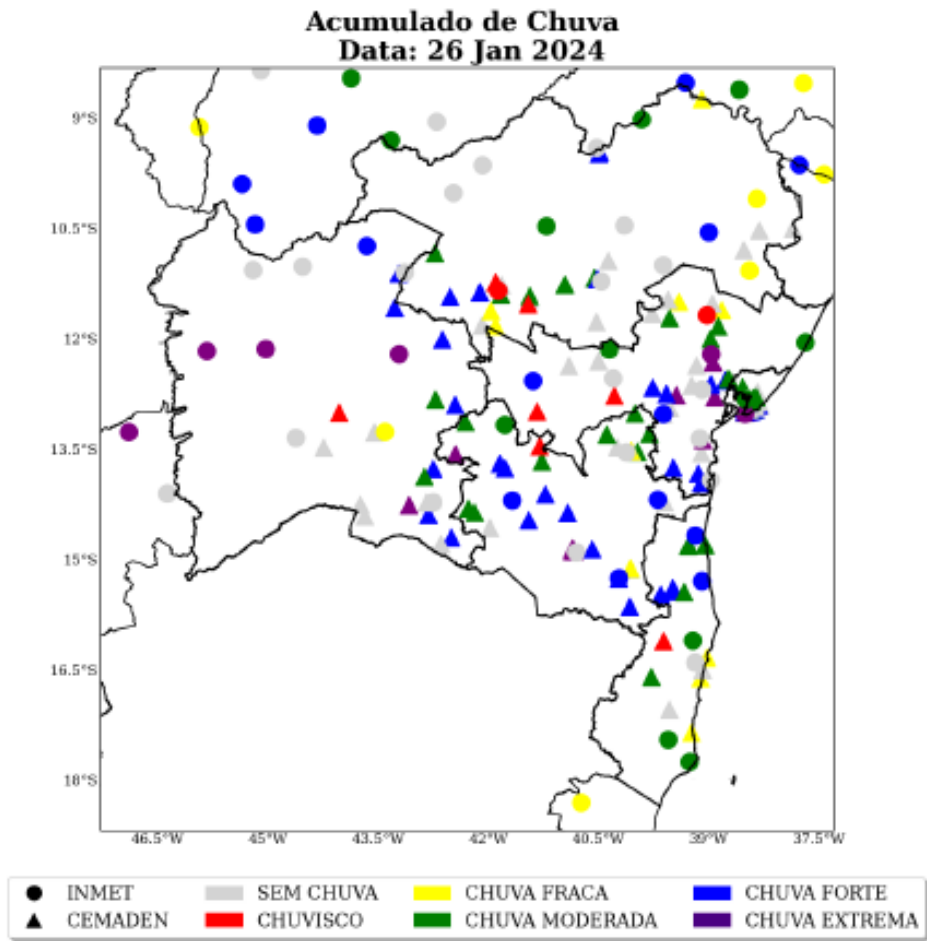 Acumulado de Chuva
Data: 26 Jan 2024
9°S
10.5°S
12°S
13.5°S
15°S
16.5°S
18°S
46.5°W 45°W 43.5°W 42°W 40.5°W 39°W 37.5°W
INMET SEM CHUVA CHUVA FRACA CHUVA FORTE
CEMADEN CHUVISCO CHUVA MODERADA CHUVA EXTREMA